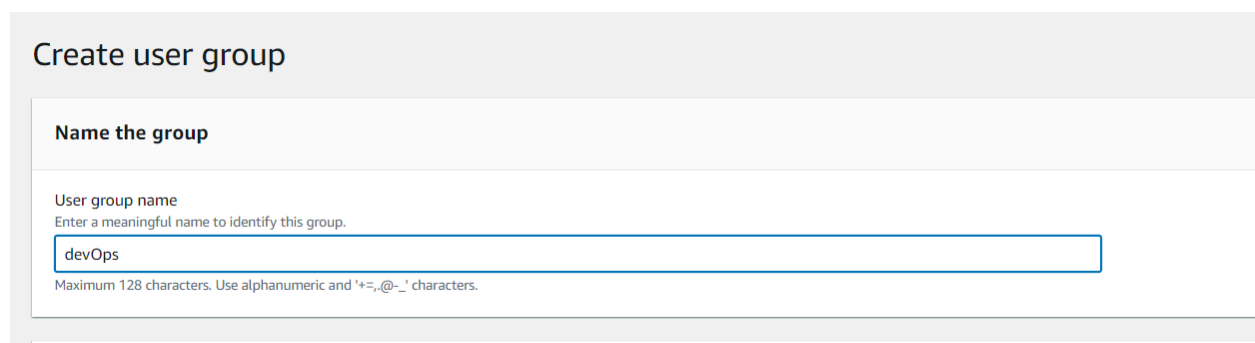 Create user group
Name the group
User group name
Enter a meaningful name to identify this group.
devOps
Maximum 128 characters. Use alphanumeric and '+=,.@-_' characters.